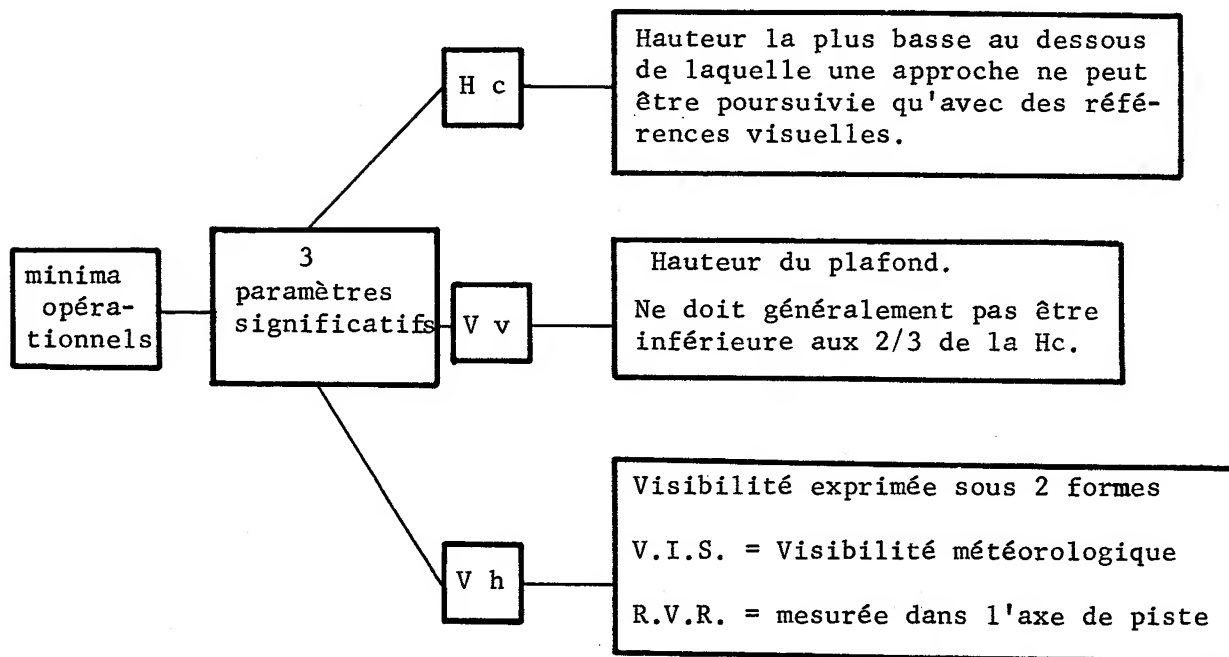 minima
opéra-
tionnels
3
paramètres
significatifs
H c
Hauteur la plus basse au dessous
de laquelle une approche ne peut
être poursuivie qu'avec des réfé-
rences visuelles.
V v
Hauteur du plafond.
Ne doit généralement pas être
inférieure aux 2/3 de la Hc.
V h
Visibilité exprimée sous 2 formes
V.I.S. = Visibilité météorologique
R.V.R. = mesurée dans l'axe de piste